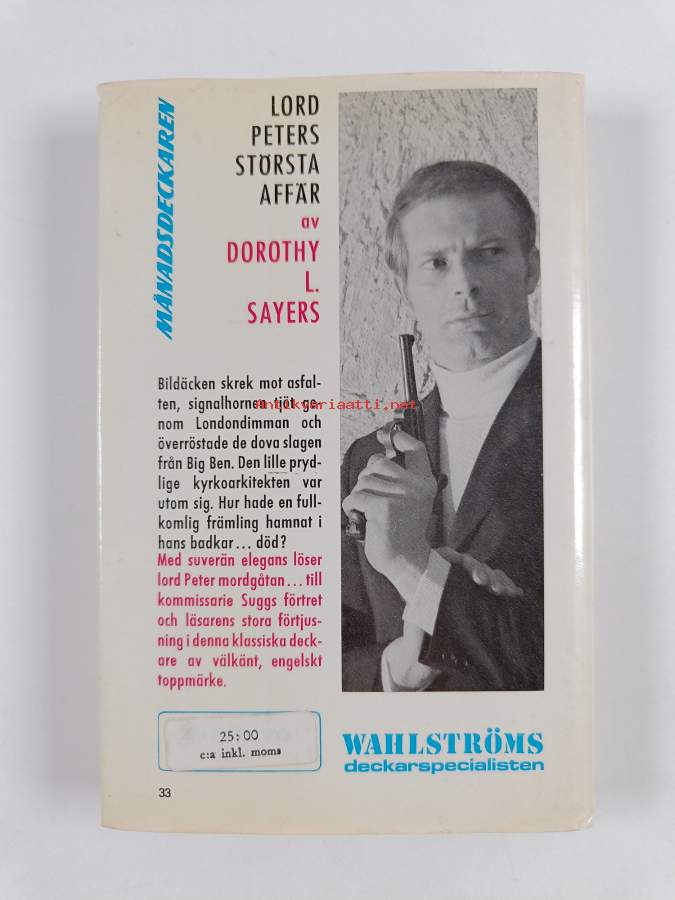 MÅNADSDECKAREN
LORD
PETERS
STÖRSTA
AFFÄR
av
DOROTHY
L.
SAYERS
Bildäcken skrek mot asfal-
ten, signalhornen tjöt ge-
nom Londondimman och
överröstade de dova slagen
från Big Ben. Den lille pryd-
lige kyrkoarkitekten var
utom sig. Hur hade en full-
komlig främling hamnat i
hans badkar... död?
Med suverän elegans löser
lord Peter mordgåtan... till
kommissarie Suggs förtret
och läsarens stora förtjus-
ning i denna klassiska deck-
are av välkänt, engelskt
toppmärke.
25:00
c:a inkl. moms
33
WAHLSTRÖMS
deckarspecialisten
Antikvariaatti.net